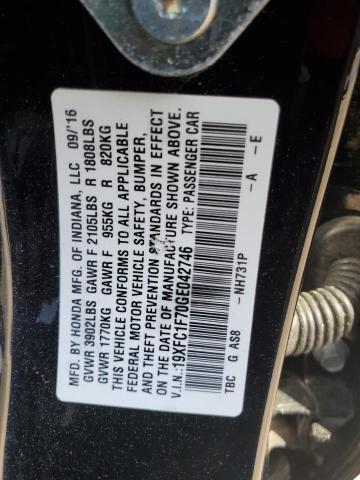 MFD. BY HONDA MFG. OF INDIANA, LLC 09/'16
GVWR 3902LBS GAWR F 2105LBS R 1808LBS
GVWR 1770KG GAWR F 955KG R 820KG
THIS VEHICLE CONFORMS TO ALL APPLICABLE
FEDERAL MOTOR VEHICLE SAFETY, BUMPER,
AND THEFT PREVENTION STANDARDS IN EFFECT
ON THE DATE OF MANUFACTURE SHOWN ABOVE.
V.I.N.:19XFC1F70GE042746 TYPE: PASSENGER CAR
-NH731P -A -E
TBC G AS8